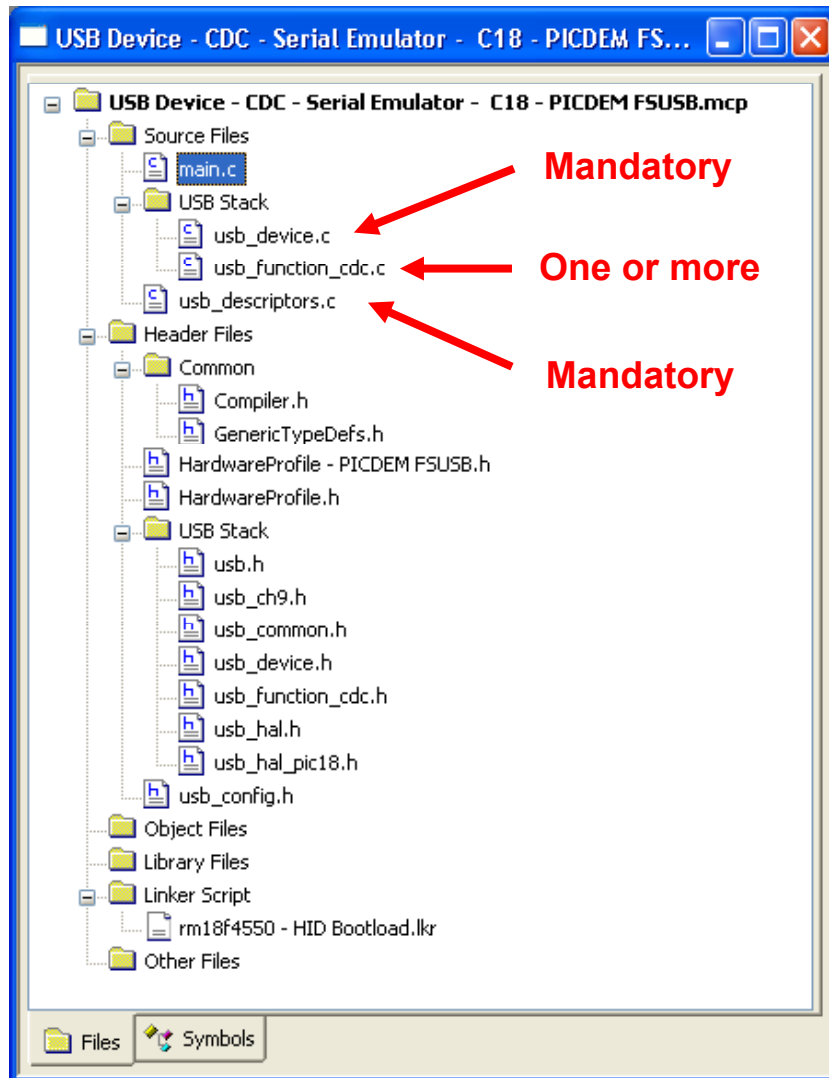 USB Device - CDC - Serial Emulator - C18 - PICDEM FS...
USB Device - CDC - Serial Emulator - C18 - PICDEM FSUSB.mcp
Source Files
main.c
Mandatory
USB Stack
usb_device.c
usb_function_cdc.c
One or more
usb_descriptors.c
Header Files
Common
Mandatory
Compiler.h
GenericTypeDefs.h
HardwareProfile - PICDEM FSUSB.h
HardwareProfile.h
USB Stack
usb.h
usb_ch9.h
usb_common.h
usb_device.h
usb_function_cdc.h
usb_hal.h
usb_hal_pic18.h
usb_config.h
Object Files
Library Files
Linker Script
rm18f4550 - HID Bootload.lkr
Other Files
Files
Symbols